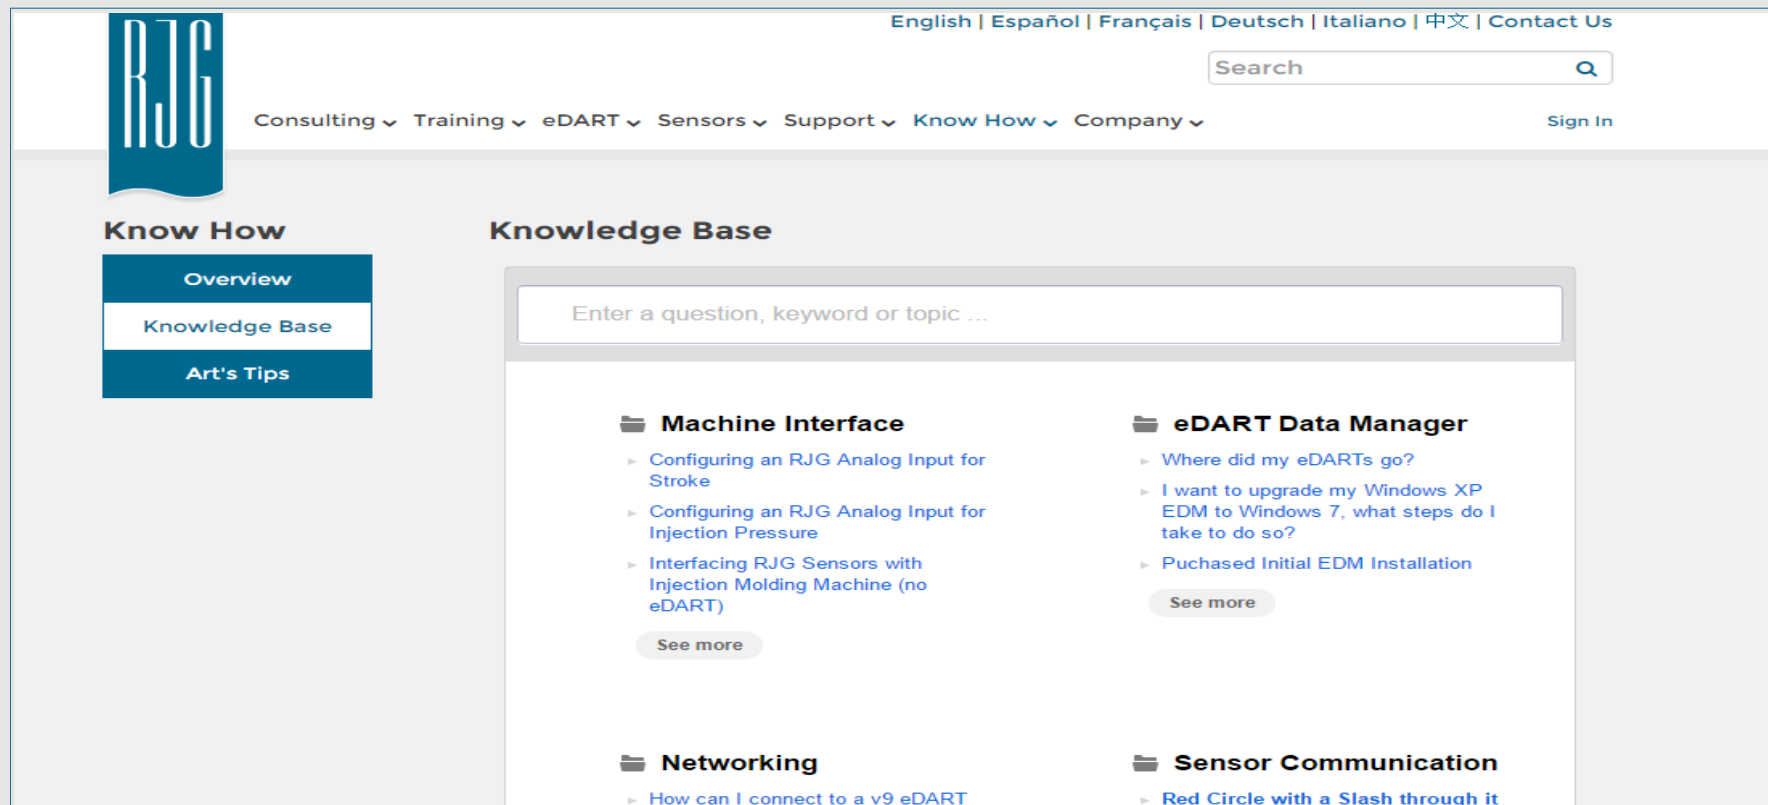 RJG
English | Español | Français | Deutsch | Italiano | 中文 | Contact Us
Search
Consulting Training eDART Sensors Support Know How Company
Sign In
Know How
Overview
Knowledge Base
Art's Tips
Knowledge Base
Enter a question, keyword or topic ...
Machine Interface
Configuring an RJG Analog Input for
Stroke
Configuring an RJG Analog Input for
Injection Pressure
Interfacing RJG Sensors with
Injection Molding Machine (no
eDART)
See more
eDART Data Manager
Where did my eDARTs go?
I want to upgrade my Windows XP
EDM to Windows 7, what steps do I
take to do so?
Puchased Initial EDM Installation
See more
Networking
How can I connect to a v9 eDART
Sensor Communication
Red Circle with a Slash through it